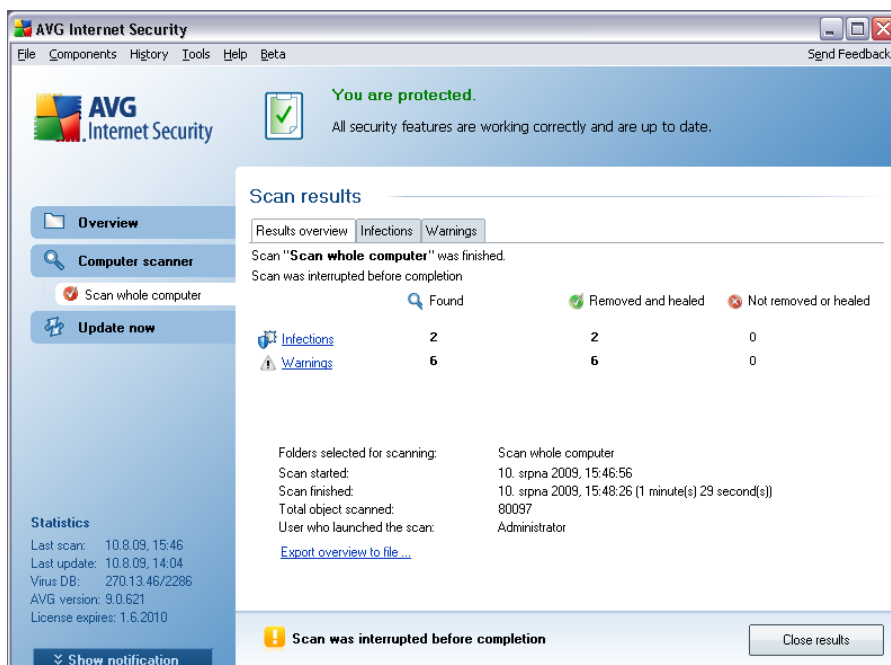 AVG Internet Security
File Components History Tools Help Beta Send Feedback
AVG
Internet Security
You are protected.
All security features are working correctly and are up to date.
Overview
Computer scanner
Scan whole computer
Update now
Scan results
Results overview Infections Warnings
Scan "Scan whole computer" was finished.
Scan was interrupted before completion
Found Removed and healed Not removed or healed
Infections 2 2 0
Warnings 6 6 0
Folders selected for scanning: Scan whole computer
Scan started: 10. srpna 2009, 15:46:56
Scan finished: 10. srpna 2009, 15:48:26 (1 minute(s) 29 second(s))
Total object scanned: 80097
User who launched the scan: Administrator
Export overview to file ...
Statistics
Last scan: 10.8.09, 15:46
Last update: 10.8.09, 14:04
Virus DB: 270.13.46/2286
AVG version: 9.0.621
License expires: 1.6.2010
Show notification
Scan was interrupted before completion
Close results